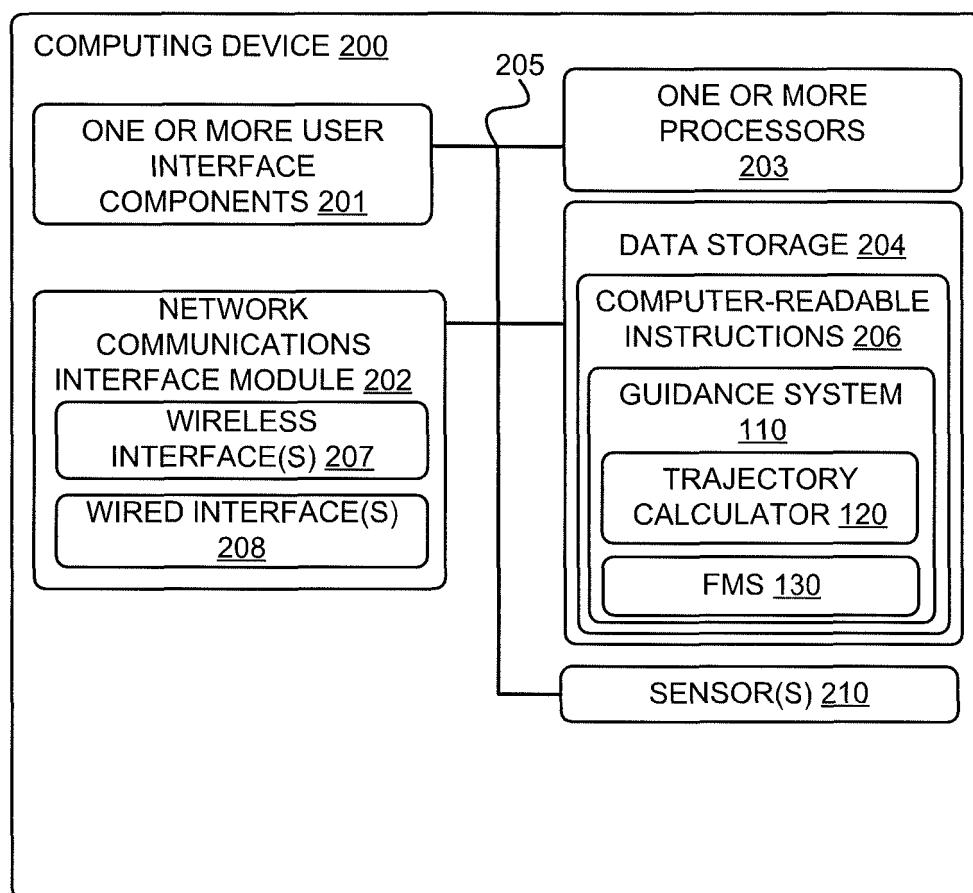 COMPUTING DEVICE 200
205
ONE OR MORE USER
INTERFACE
COMPONENTS 201
ONE OR MORE
PROCESSORS
203
NETWORK
COMMUNICATIONS
INTERFACE MODULE 202
WIRELESS
INTERFACE(S) 207
WIRED INTERFACE(S)
208
DATA STORAGE 204
COMPUTER-READABLE
INSTRUCTIONS 206
GUIDANCE SYSTEM
110
TRAJECTORY
CALCULATOR 120
FMS 130
SENSOR(S) 210